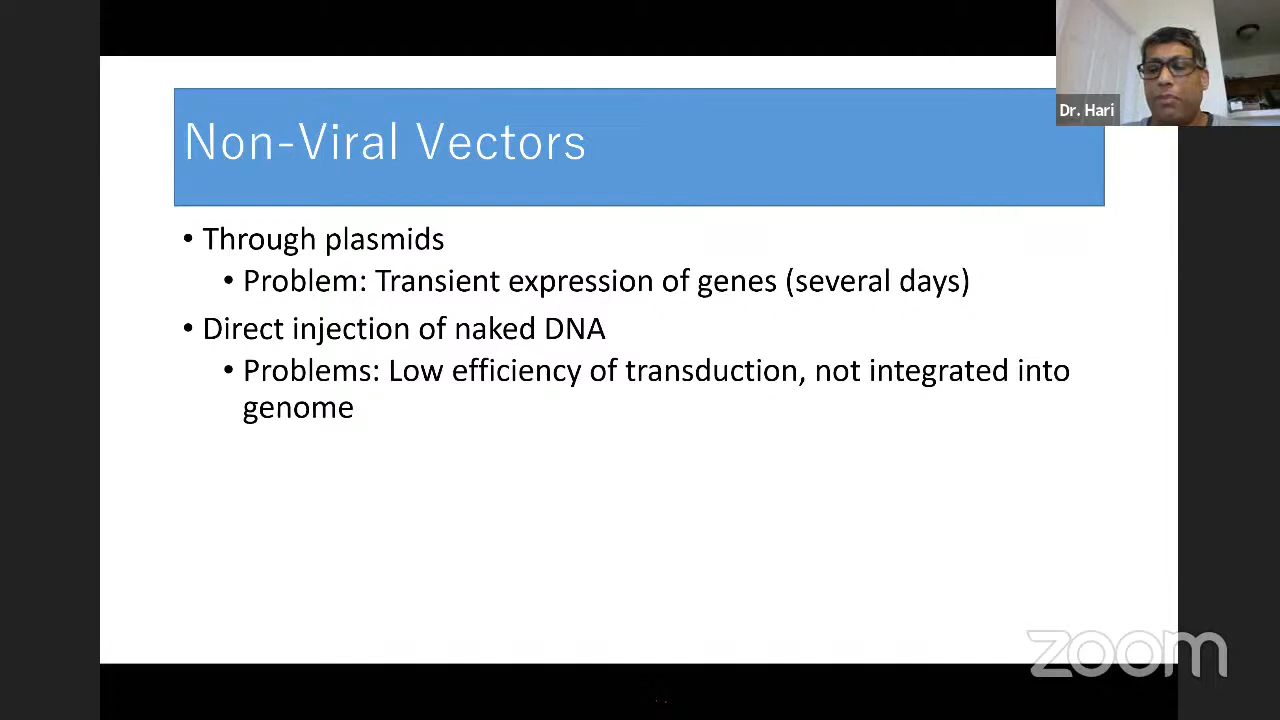 Dr. Hari
Non-Viral Vectors
• Through plasmids
• Problem: Transient expression of genes (several days)
• Direct injection of naked DNA
• Problems: Low efficiency of transduction, not integrated into
genome
zoom